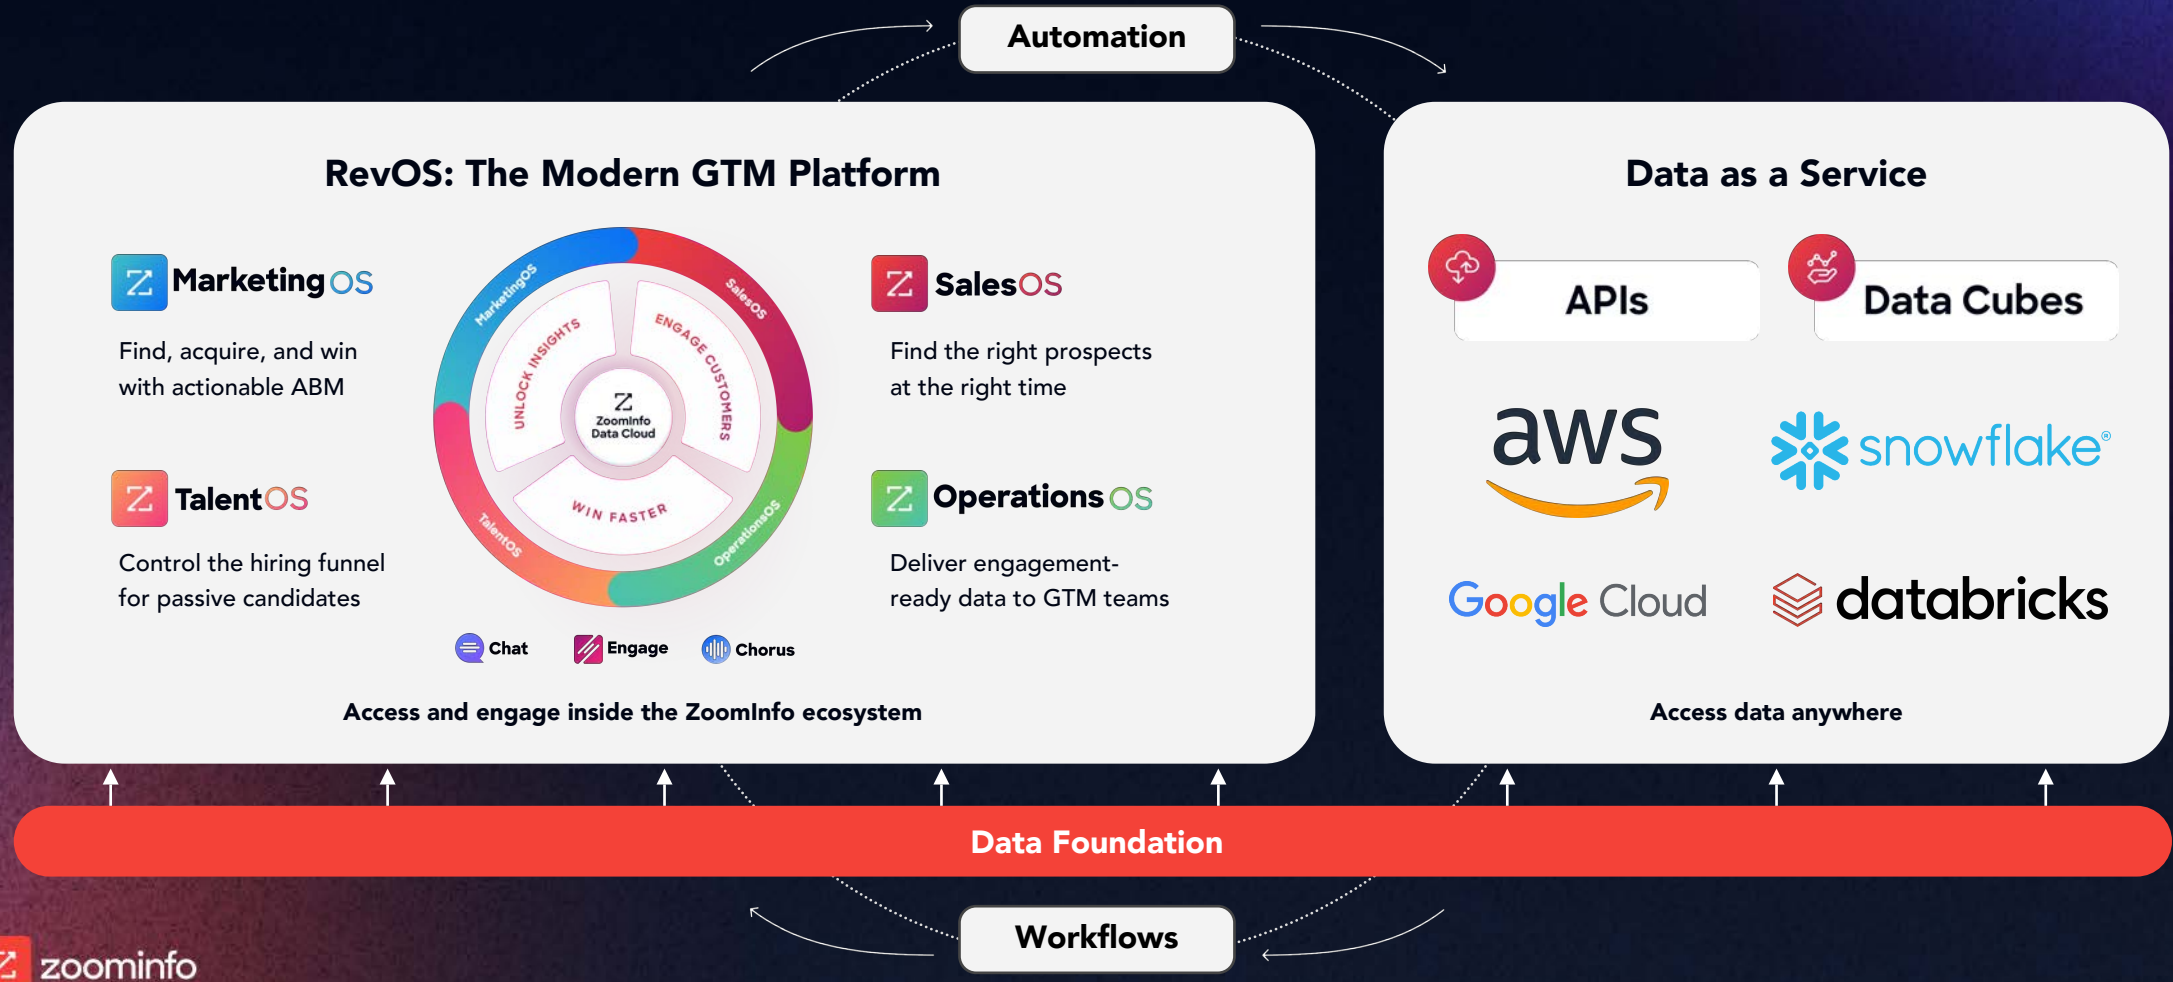 Automation
RevOS: The Modern GTM Platform
MarketingOS
Find, acquire, and win
with actionable ABM
TalentOS
Control the hiring funnel
for passive candidates
MarketingOS
SalesOS
OperationsOS
TalentOS
UNLOCK INSIGHTS
ENGAGE CUSTOMERS
WIN FASTER
ZoomInfo
Data Cloud
SalesOS
Find the right prospects
at the right time
OperationsOS
Deliver engagement-
ready data to GTM teams
Chat
Engage
Chorus
Access and engage inside the ZoomInfo ecosystem
Data as a Service
APIs
Data Cubes
aws
snowflake®
Google Cloud
databricks
Access data anywhere
Data Foundation
Workflows
zoominfo